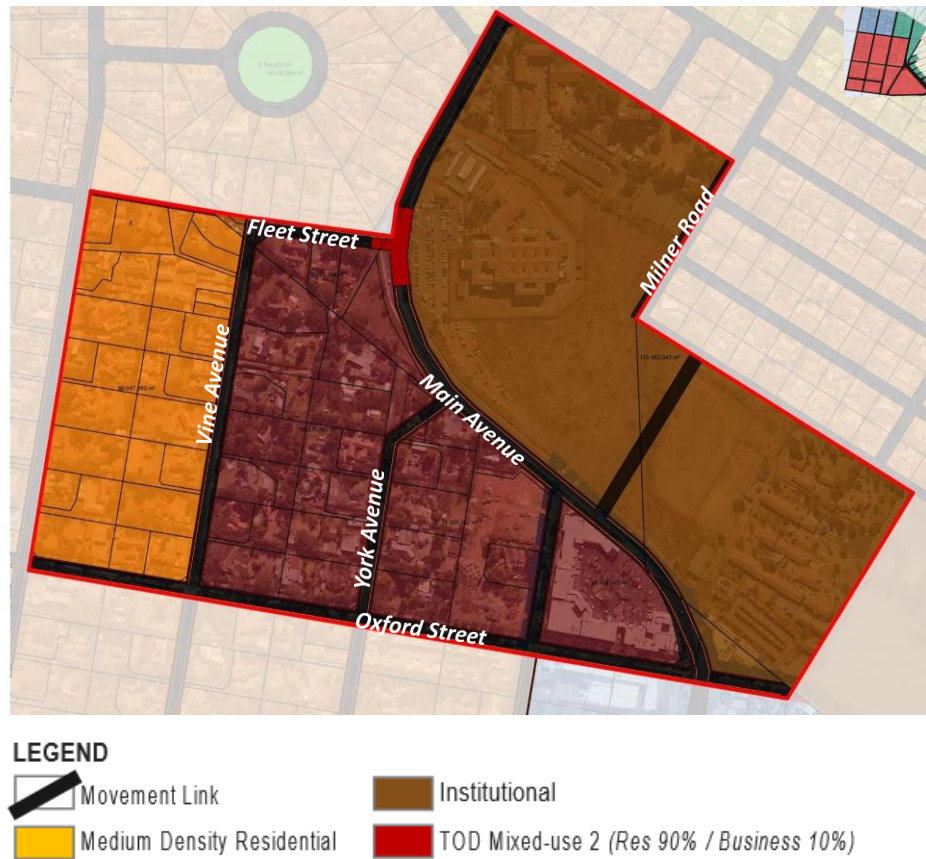 Fleet Street
Milner Road
Vine Avenue
Main Avenue
York Avenue
Oxford Street
LEGEND
Movement Link
Institutional
Medium Density Residential
TOD Mixed-use 2 (Res 90% / Business 10%)